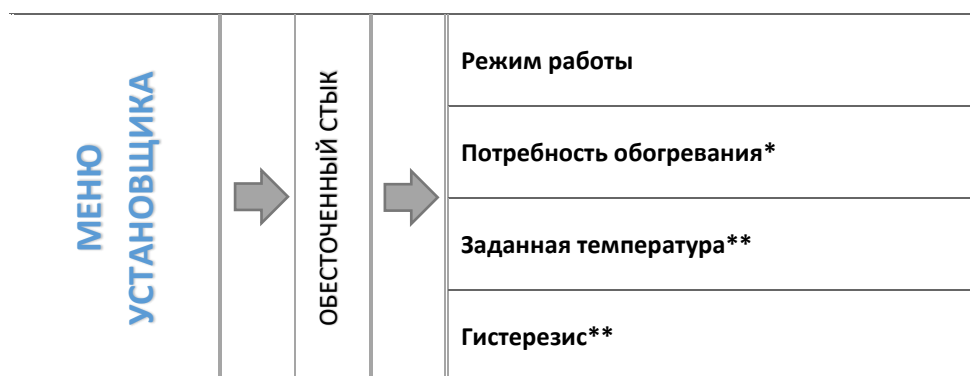 МЕНЮ
УСТАНОВЩИКА
ОБЕСТОЧЕННЫЙ СТЫК
Режим работы
Потребность обогревания*
Заданная температура**
Гистерезис**